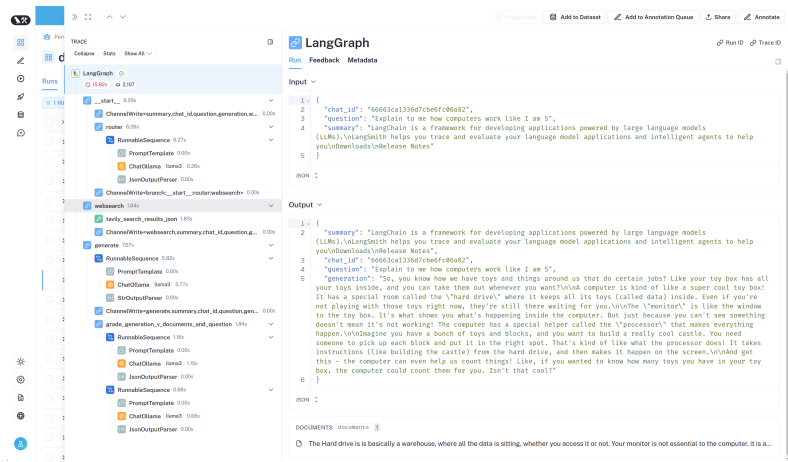 Playground
Add to Dataset
Add to Annotation Queue
Share
Annotate
Pers
d
Runs
1 filt
TRACE
Collapse
Stats
Show All
LangGraph
15.82s
2,107
__start__ 6.29s
ChannelWrite<summary,chat_id,question,generation,w... 0.00s
router 6.28s
RunnableSequence 6.27s
PromptTemplate 0.00s
ChatOllama llama3 6.26s
JsonOutputParser 0.00s
ChannelWrite<branch:__start__:router:websearch> 0.00s
websearch 1.84s
tavily_search_results_json 1.83s
ChannelWrite<websearch,summary,chat_id,question,g... 0.00s
generate 7.67s
RunnableSequence 5.82s
PromptTemplate 0.00s
ChatOllama llama3 5.77s
StrOutputParser 0.00s
ChannelWrite<generate,summary,chat_id,question,gen... 0.00s
grade_generation_v_documents_and_question 1.84s
RunnableSequence 1.16s
PromptTemplate 0.00s
ChatOllama llama3 1.15s
JsonOutputParser 0.00s
RunnableSequence 0.68s
PromptTemplate 0.00s
ChatOllama llama3 0.68s
JsonOutputParser 0.00s
LangGraph
Run ID
Trace ID
Run
Feedback
Metadata
Input
1 {
2 "chat_id": "66663ca1336d7cbe6fc06a82",
3 "question": "Explain to me how computers work like I am 5",
4 "summary": "LangChain is a framework for developing applications powered by large language models
(LLMs).\nLangSmith helps you trace and evaluate your language model applications and intelligent agents to help
you\nDownloads\nRelease Notes"
5 }
JSON
Output
1 {
2 "summary": "LangChain is a framework for developing applications powered by large language models
(LLMs).\nLangSmith helps you trace and evaluate your language model applications and intelligent agents to help
you\nDownloads\nRelease Notes",
3 "chat_id": "66663ca1336d7cbe6fc06a82",
4 "question": "Explain to me how computers work like I am 5",
5 "generation": "So, you know how we have toys and things around us that do certain jobs? Like your toy box has all
your toys inside, and you can take them out whenever you want?\n\nA computer is kind of like a super cool toy box!
It has a special room called the \"hard drive\" where it keeps all its toys (called data) inside. Even if you're
not playing with those toys right now, they're still there waiting for you.\n\nThe \"monitor\" is like the window
to the toy box. It's what shows you what's happening inside the computer. But just because you can't see something
doesn't mean it's not working! The computer has a special helper called the \"processor\" that makes everything
happen.\n\nImagine you have a bunch of toys and blocks, and you want to build a really cool castle. You need
someone to pick up each block and put it in the right spot. That's kind of like what the processor does! It takes
instructions (like building the castle) from the hard drive, and then makes it happen on the screen.\n\nAnd get
this - the computer can even help us count things! Like, if you wanted to know how many toys you have in your toy
box, the computer could count them for you. Isn't that cool?"
6 }
JSON
DOCUMENTS documents 1
The Hard drive is is basically a warehouse, where all the data is sitting, whether you access it or not. Your monitor is not essential to the computer, it is a...